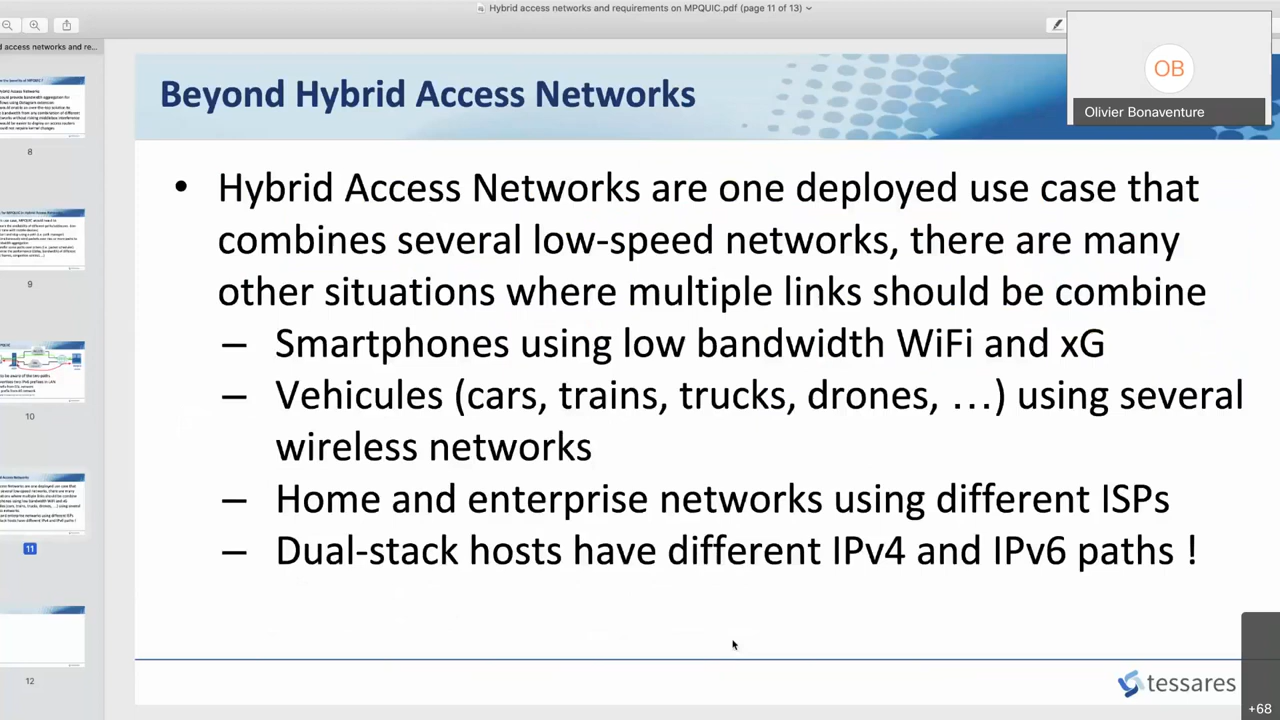 Hybrid access networks and requirements on MPQUIC.pdf (page 11 of 13)
d access networks and re...
OB
Olivier Bonaventure
Beyond Hybrid Access Networks
• Hybrid Access Networks are one deployed use case that
combines several low-speed networks, there are many
other situations where multiple links should be combine
– Smartphones using low bandwidth WiFi and xG
– Vehicules (cars, trains, trucks, drones, …) using several
wireless networks
– Home and enterprise networks using different ISPs
– Dual-stack hosts have different IPv4 and IPv6 paths !
8
9
10
11
12
tessares
+68